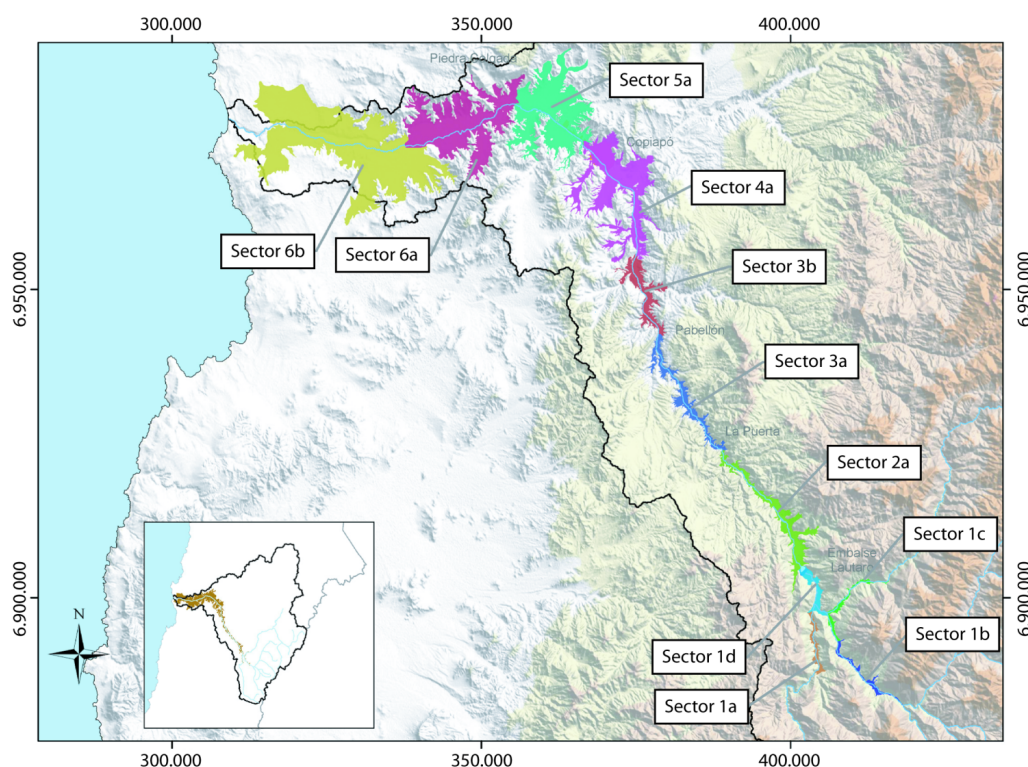 300.000
350.000
400.000
Piedra Colgada
Sector 5a
Copiapó
Sector 4a
Sector 6b
Sector 6a
Sector 3b
6.950.000
6.950.000
Pabellón
Sector 3a
La Puerta
Sector 2a
Sector 1c
Embalse
Lautaro
6.900.000
6.900.000
N
Sector 1b
Sector 1d
Sector 1a
300.000
350.000
400.000